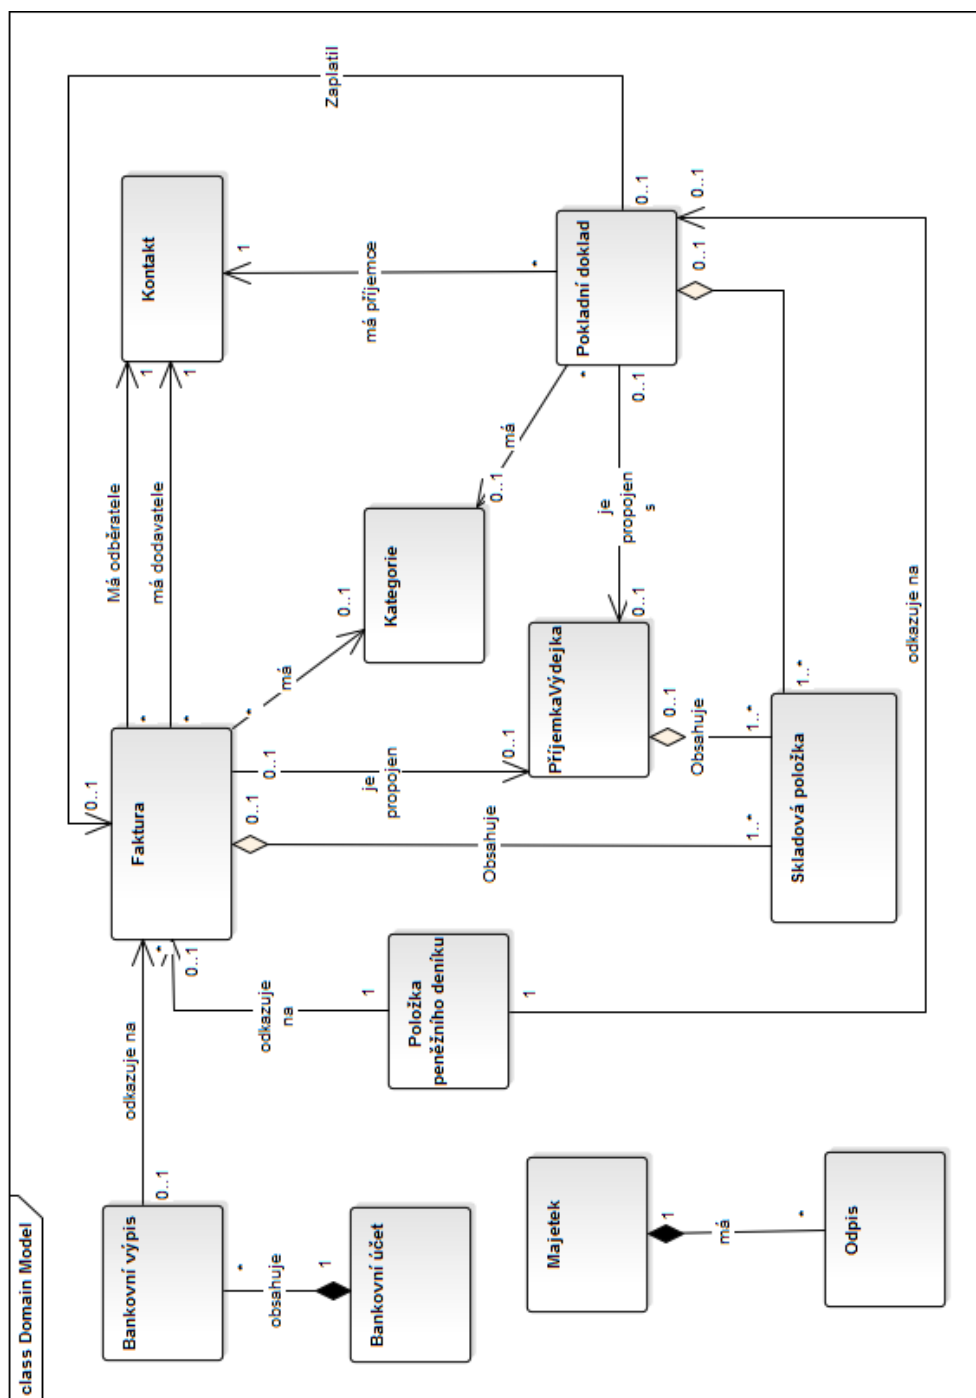 class Domain Model
0..1
Má odběratele
Bankovní výpis
odkazuje na
Faktura
1
Kontakt
*
*
má dodavatele
0..1
*
0..1
1
*
*
1
obsahuje
odkazuje
na
0..1
0..1
má
Zaplatil
1
1
0..1
Bankovní účet
Položka
peněžního deníku
je
propojen
Kategorie
má příjemce
Obsahuje
0..1
0..1
má
*
1
*
Majetek
PříjemkaVýdejka
Pokladní doklad
je
propojen
s
0..1
0..1
0..1
1
0..1
0..1
0..1
má
Obsahuje
*
1..*
1..*
1..*
Odpis
Skladová položka
odkazuje na